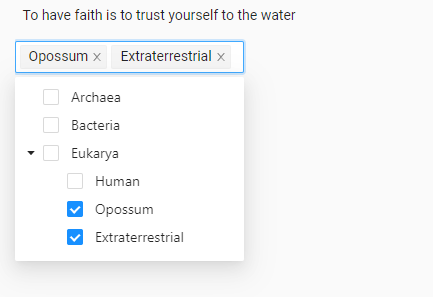 To have faith is to trust yourself to the water
Opossum Extraterrestrial
Archaea
Bacteria
Eukarya
Human
Opossum
Extraterrestrial